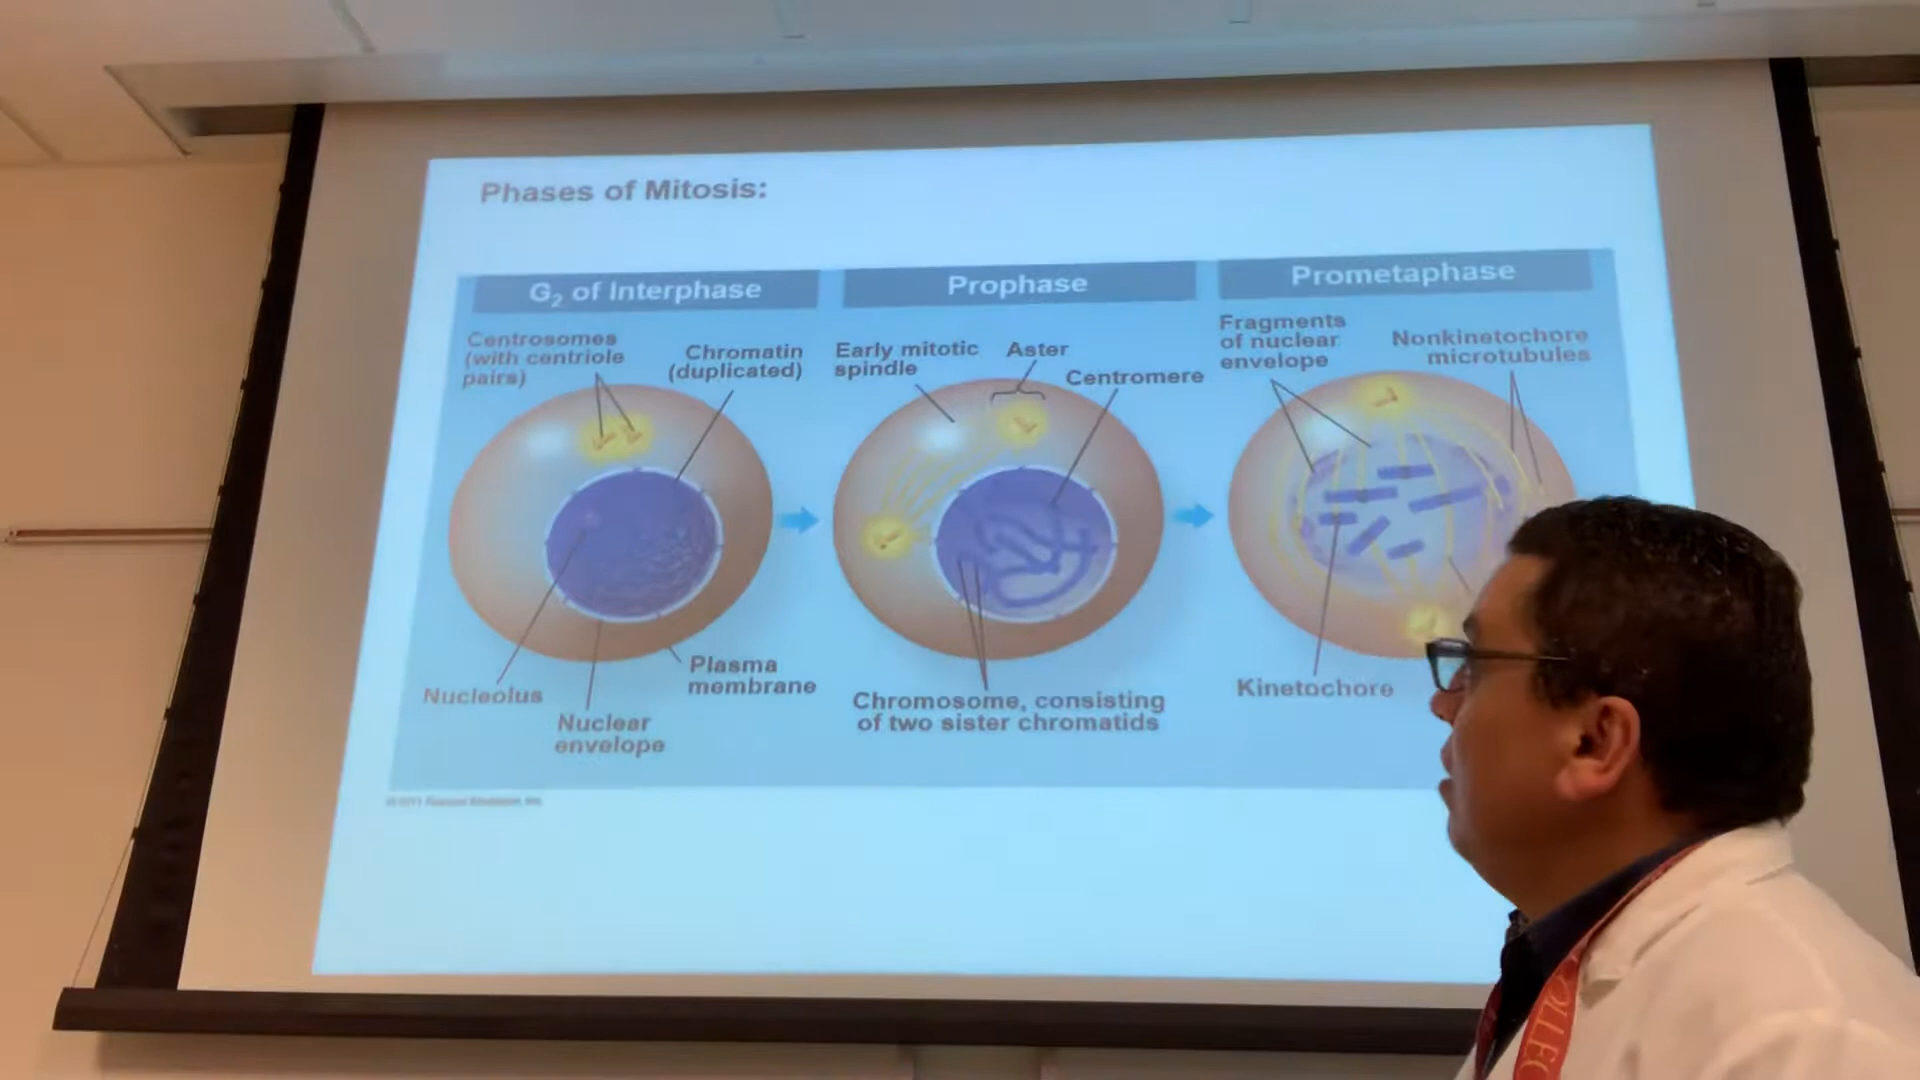 Phases of Mitosis:
G₂ of Interphase
Centrosomes
(with centriole
pairs)
Chromatin
(duplicated)
Nucleolus
Nuclear
envelope
Plasma
membrane
Prophase
Early mitotic
spindle
Aster
Centromere
Chromosome, consisting
of two sister chromatids
Prometaphase
Fragments
of nuclear
envelope
Nonkinetochore
microtubules
Kinetochore